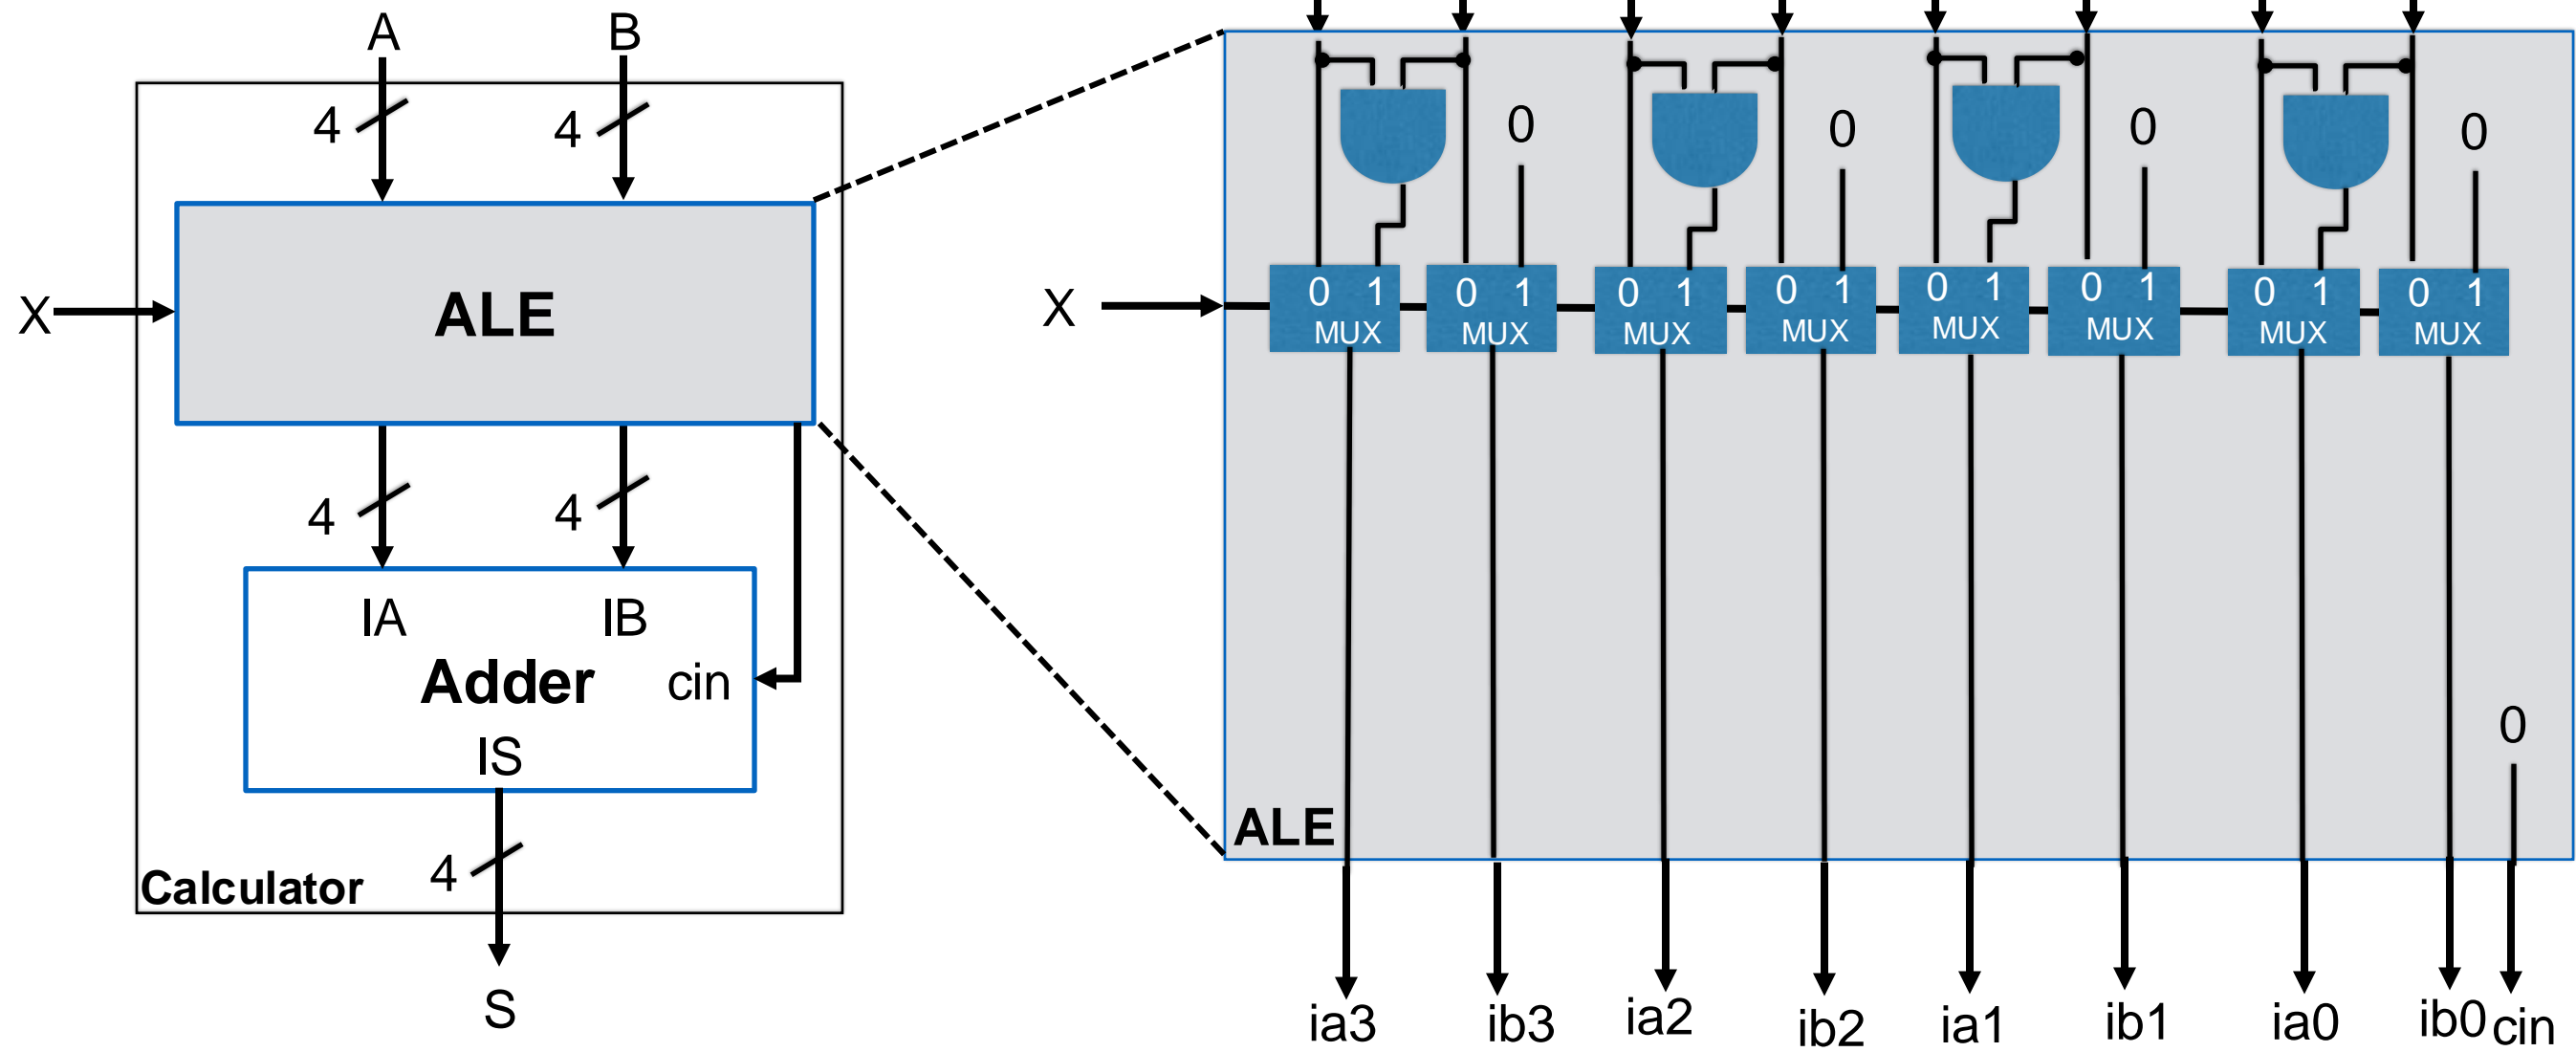 A B
4 4
X ALE
4 4
IA IB
Adder cin
IS
4
Calculator
S
0 0 0 0
X
0 1 0 1 0 1 0 1 0 1 0 1 0 1 0 1
MUX MUX MUX MUX MUX MUX MUX MUX
0
ALE
ia3 ib3 ia2 ib2 ia1 ib1 ia0 ib0 cin